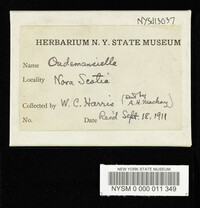 NYSf13037
HERBARIUM N. Y. STATE MUSEUM
Name Oudemansiella
Locality Nova Scotia
Collected by W. C. Harris (Sent by A. H. Mackay)
No. Date Rec'd Sept. 18, 1911
NEW YORK STATE MUSEUM
NYSM 0 000 011 349